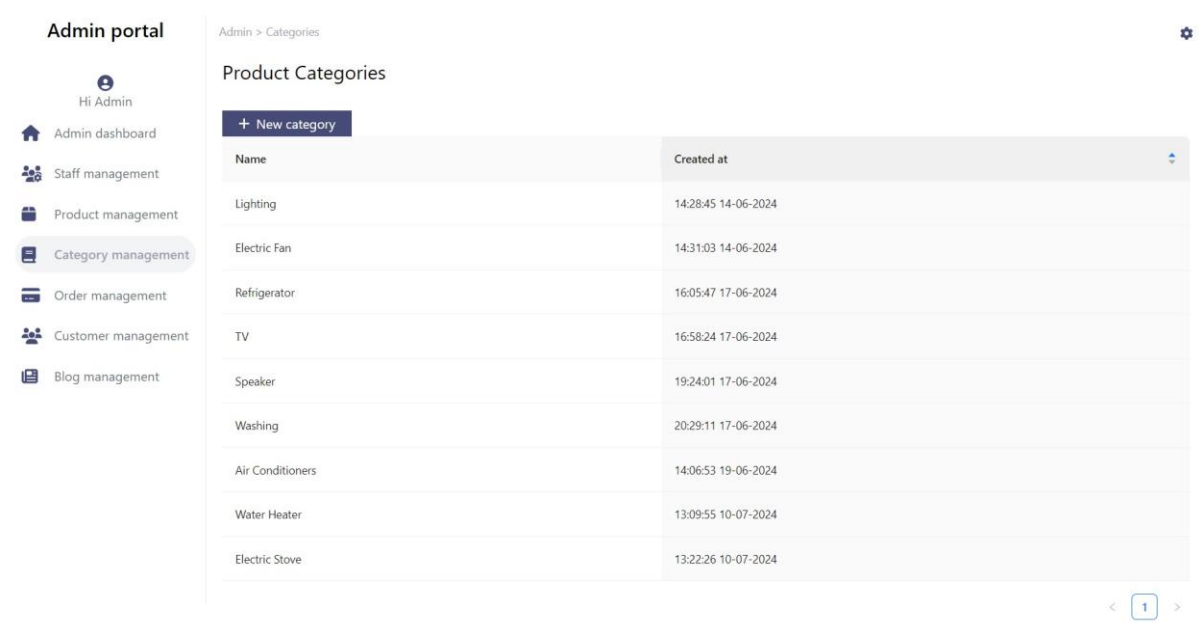 Admin portal
Hi Admin
Admin dashboard
Staff management
Product management
Category management
Order management
Customer management
Blog management
Admin > Categories
Product Categories
+ New category
Name Created at
Lighting 14:28:45 14-06-2024
Electric Fan 14:31:03 14-06-2024
Refrigerator 16:05:47 17-06-2024
TV 16:58:24 17-06-2024
Speaker 19:24:01 17-06-2024
Washing 20:29:11 17-06-2024
Air Conditioners 14:06:53 19-06-2024
Water Heater 13:09:55 10-07-2024
Electric Stove 13:22:26 10-07-2024
< 1 >